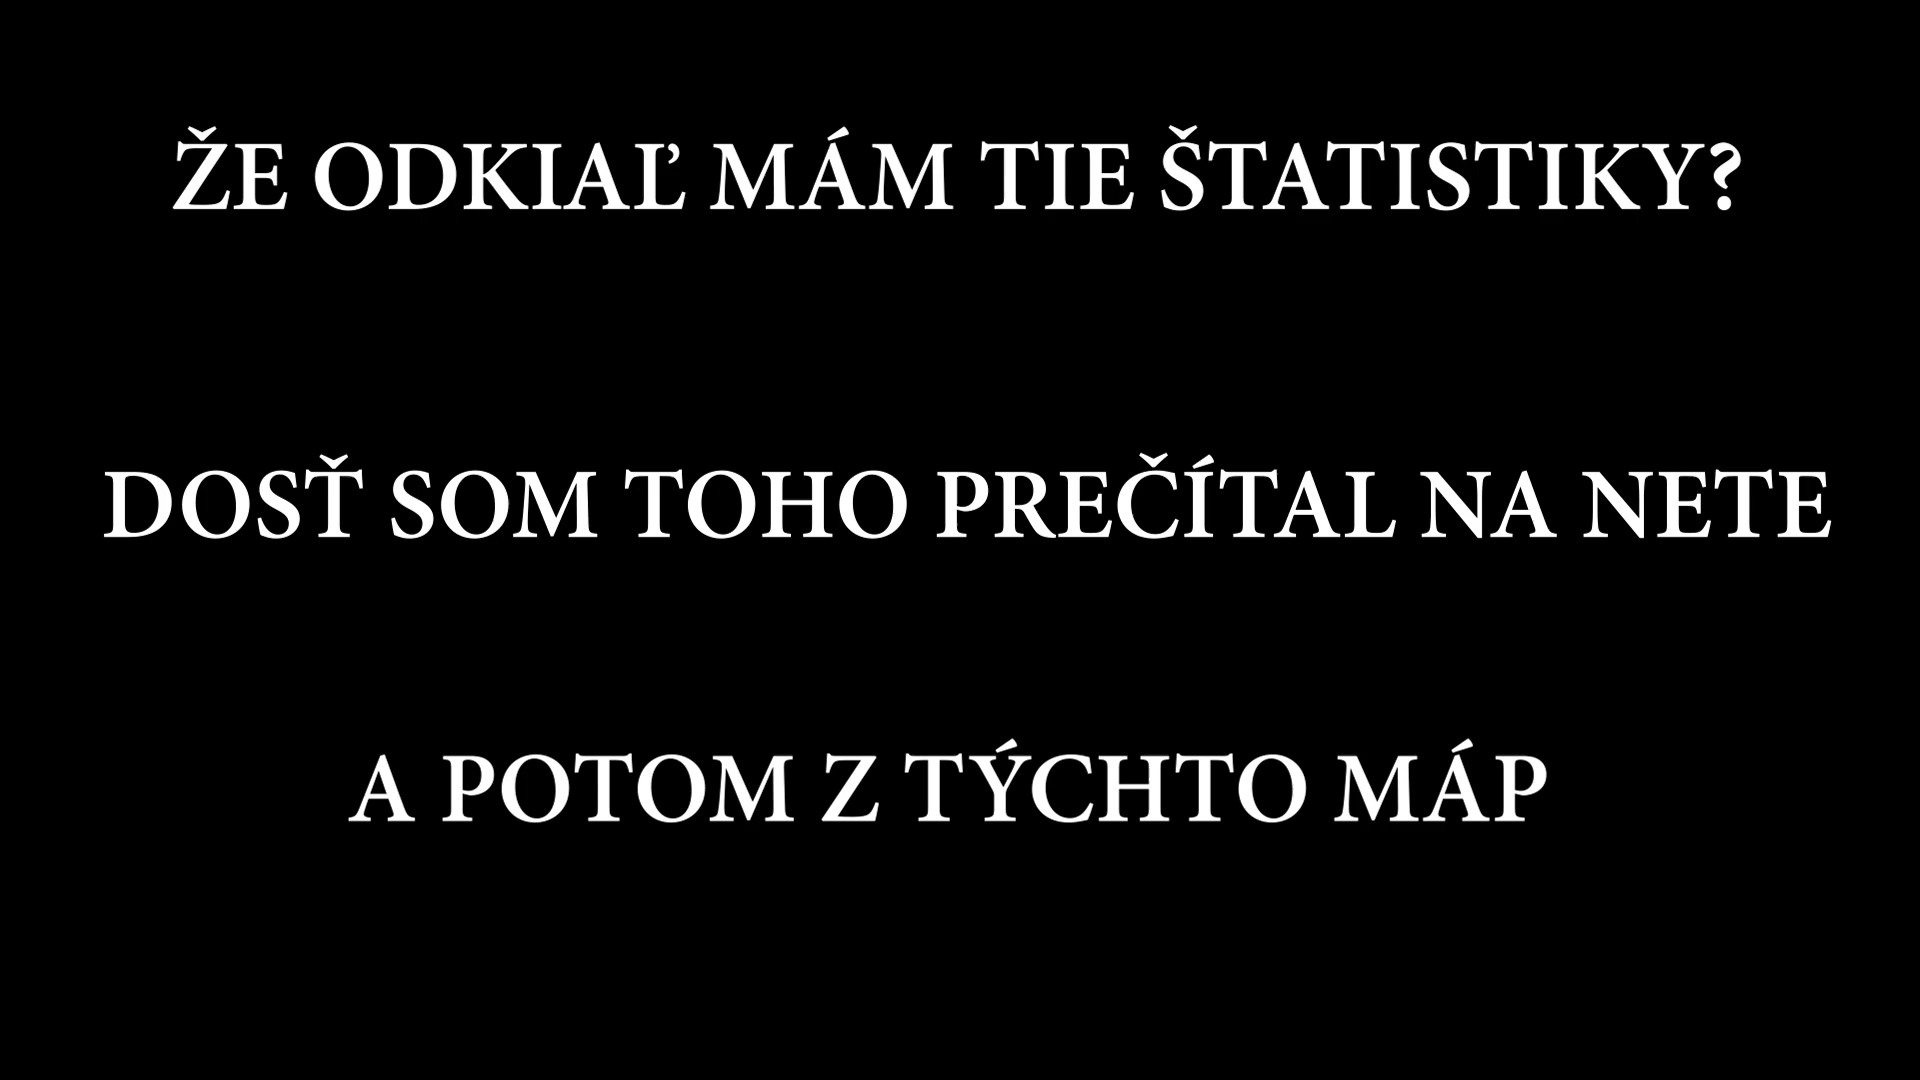 ŽE ODKIAĽ MÁM TIE ŠTATISTIKY?
DOSŤ SOM TOHO PREČÍTAL NA NETE
A POTOM Z TÝCHTO MÁP